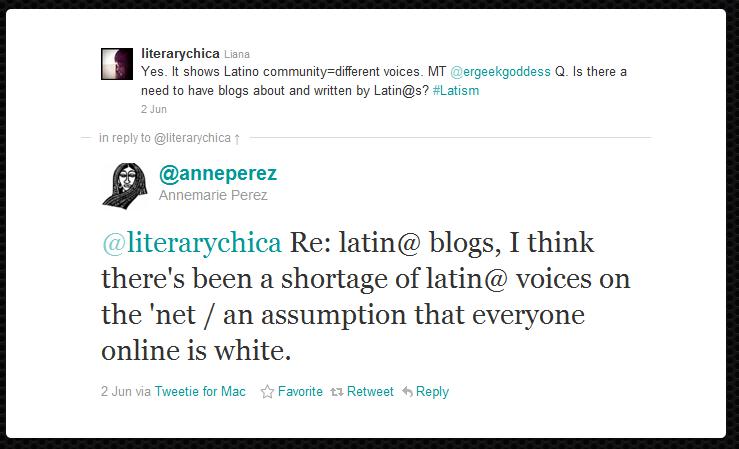 literarychica Liana
Yes. It shows Latino community=different voices. MT @ergeekgoddess Q. Is there a
need to have blogs about and written by Latin@s? #Latism
2 Jun
in reply to @literarychica ↑
@anneperez
Annemarie Perez
@literarychica Re: latin@ blogs, I think
there's been a shortage of latin@ voices on
the 'net / an assumption that everyone
online is white.
2 Jun via Tweetie for Mac Favorite Retweet Reply